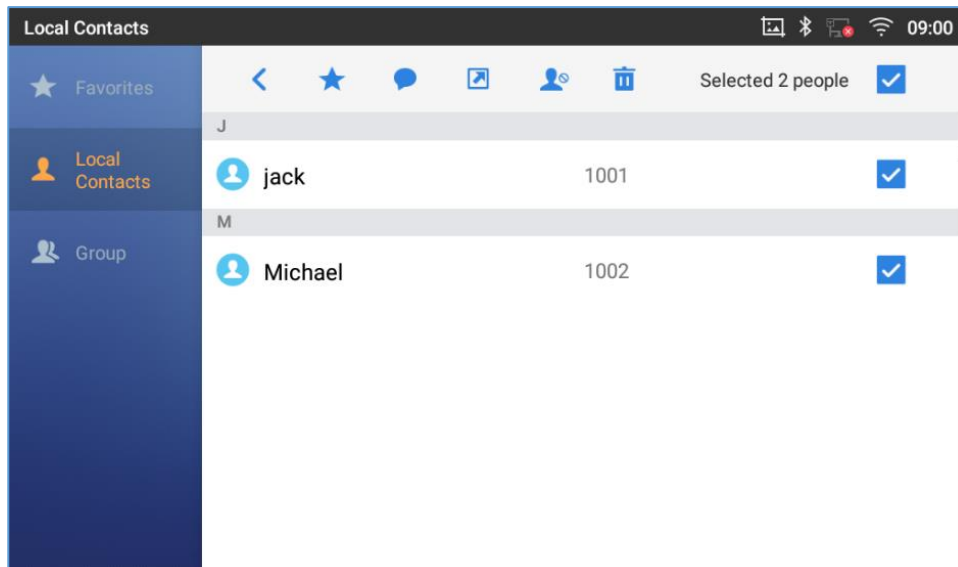 Local Contacts 09:00
Favorites
Selected 2 people
J
Local
Contacts
jack 1001
M
Group
Michael 1002